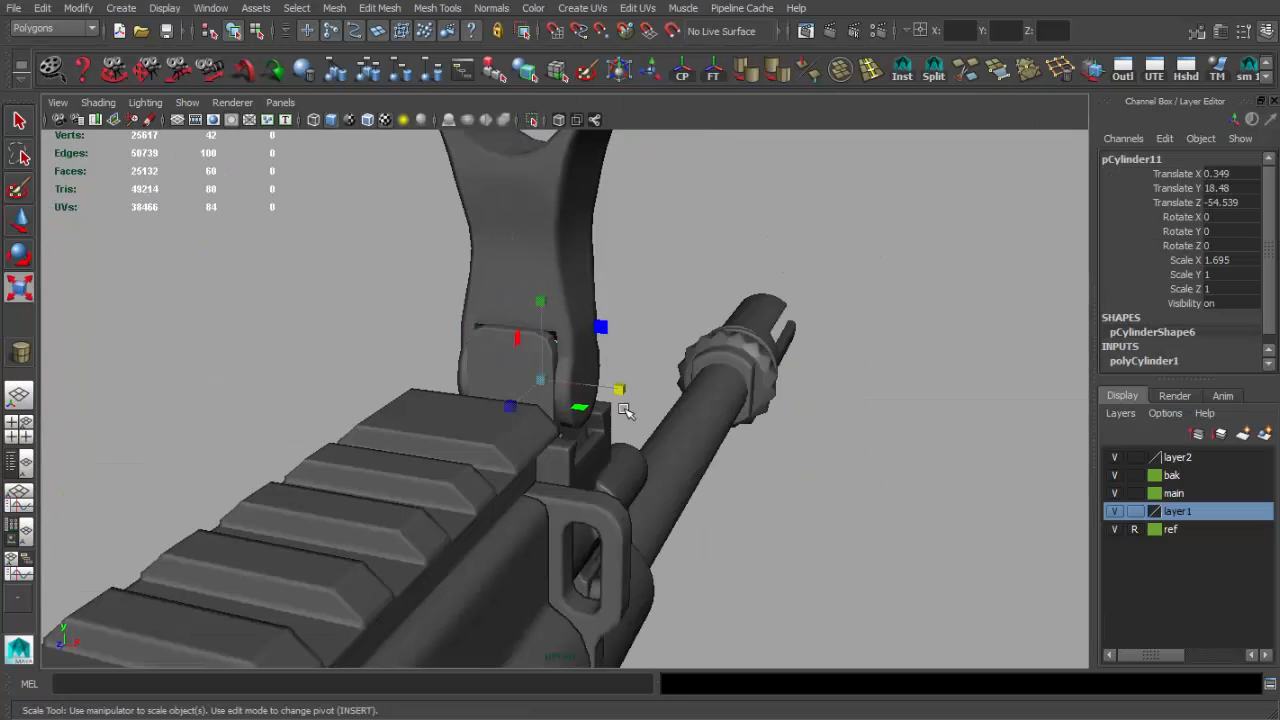 File Edit Modify Create Display Window Assets Select Mesh Edit Mesh Mesh Tools Normals Color Create UVs Edit UVs Muscle Pipeline Cache Help
Polygons No Live Surface X: Y: Z:
CP FT Inst Split Outl UTE Hshd TM sm 1
View Shading Lighting Show Renderer Panels
Channel Box / Layer Editor
Channels Edit Object Show
Verts: 25617 42 0
Edges: 50739 100 0
Faces: 25132 60 0
Tris: 49214 80 0
UVs: 38466 84 0
pCylinder11
Translate X 0.349
Translate Y 18.48
Translate Z -54.539
Rotate X 0
Rotate Y 0
Rotate Z 0
Scale X 1.695
Scale Y 1
Scale Z 1
Visibility on
SHAPES
pCylinderShape6
INPUTS
polyCylinder1
Display Render Anim
Layers Options Help
V layer2
V bak
V main
V layer1
V R ref
y
z x
MAYA
MEL
Scale Tool: Use manipulator to scale object(s). Use edit mode to change pivot (INSERT).